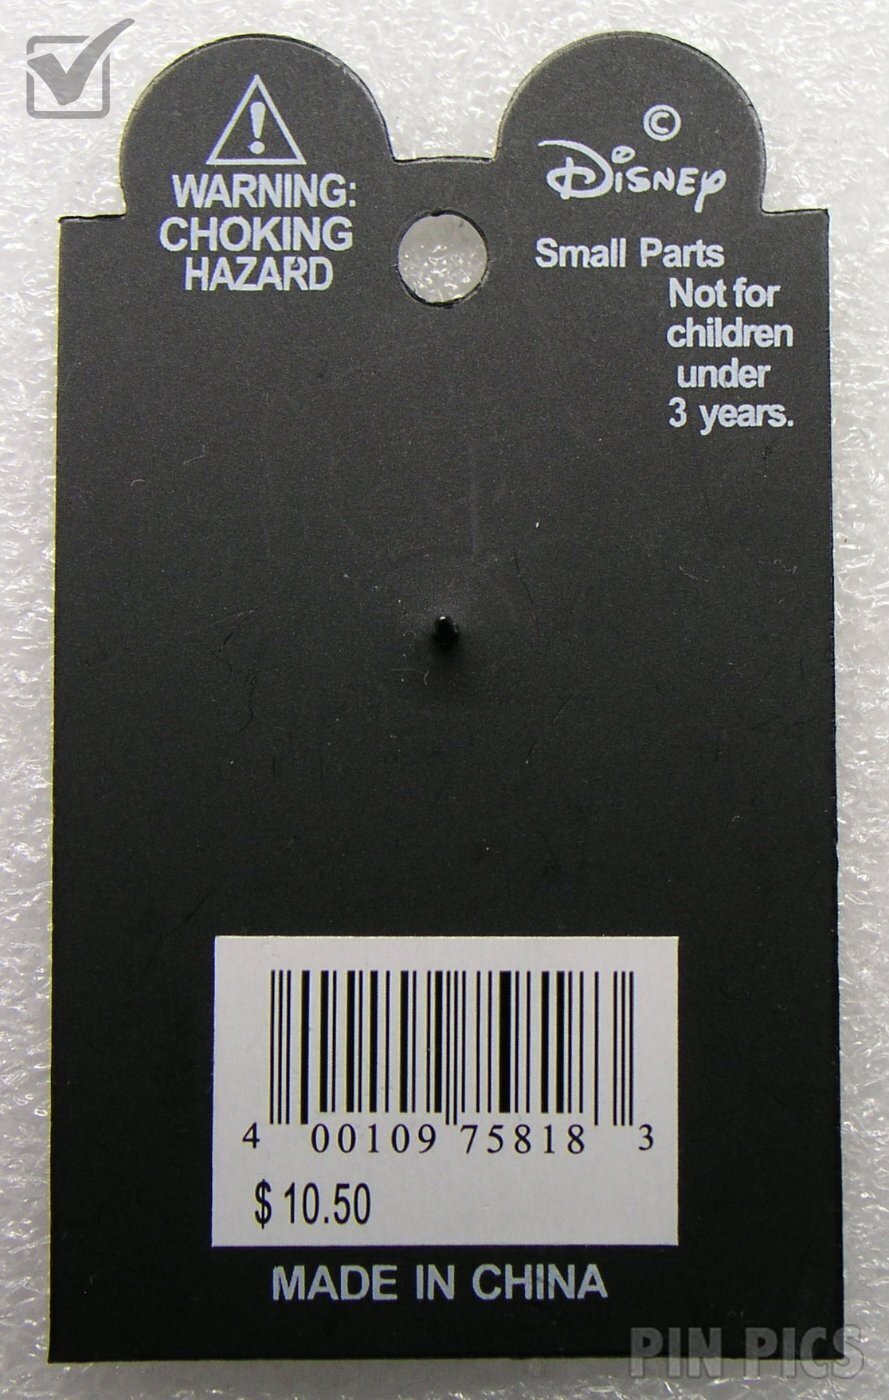 WARNING:
CHOKING
HAZARD
©
Disney
Small Parts
Not for
children
under
3 years.
4 00109 75818 3
$ 10.50
MADE IN CHINA
PIN PICS